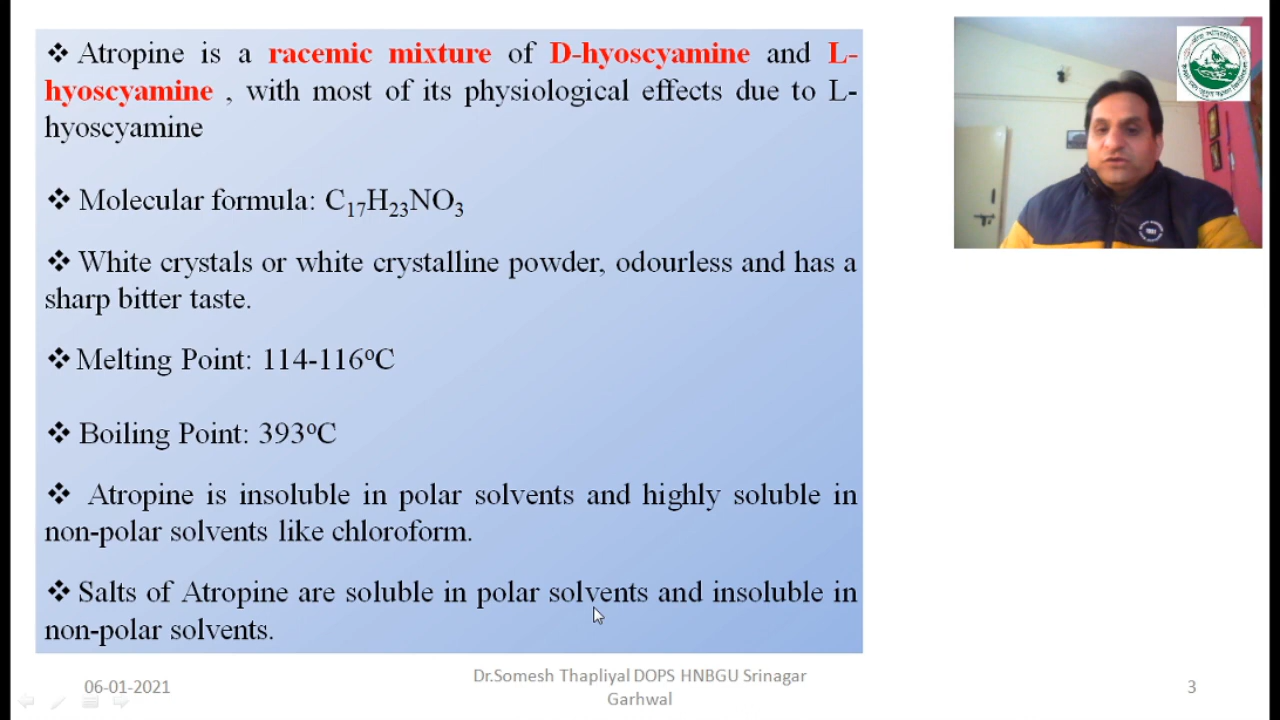 ❖ Atropine is a racemic mixture of D-hyoscyamine and L-
hyoscyamine , with most of its physiological effects due to L-
hyoscyamine
❖ Molecular formula: C₁₇H₂₃NO₃
❖ White crystals or white crystalline powder, odourless and has a
sharp bitter taste.
❖ Melting Point: 114-116ºC
❖ Boiling Point: 393ºC
❖ Atropine is insoluble in polar solvents and highly soluble in
non-polar solvents like chloroform.
❖ Salts of Atropine are soluble in polar solvents and insoluble in
non-polar solvents.
06-01-2021
Dr.Somesh Thapliyal DOPS HNBGU Srinagar
Garhwal
3